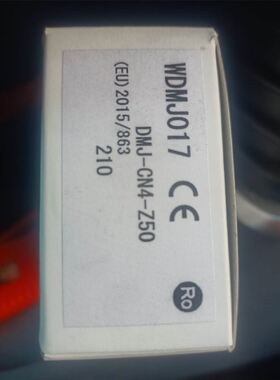 WDMJ017 CE
DMJ-CN4-Z50
(EU) 2015/863
210
Ro